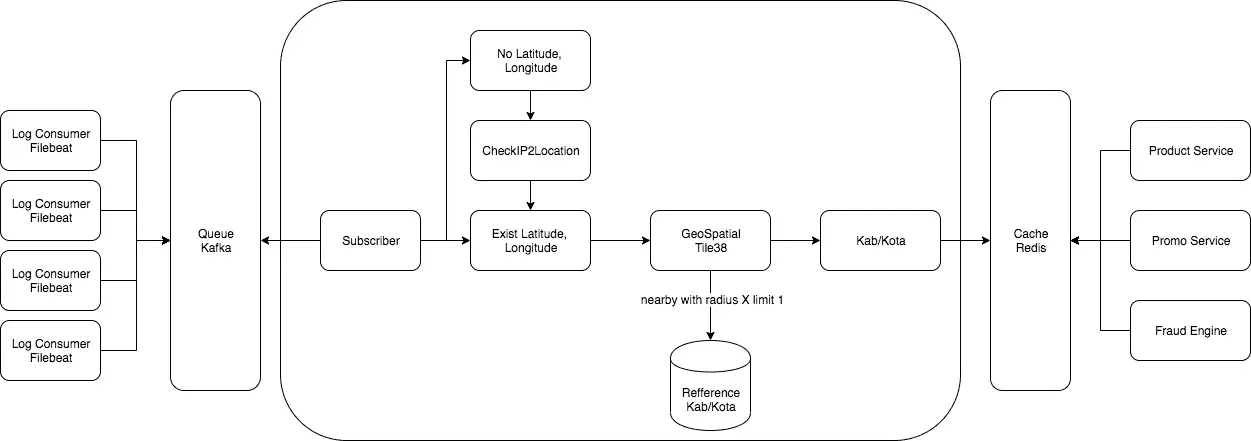 No Latitude,
Longitude
Log Consumer
Filebeat
CheckIP2Location
Product Service
Log Consumer
Filebeat
Queue
Kafka
Subscriber
Exist Latitude,
Longitude
GeoSpatial
Tile38
Kab/Kota
Cache
Redis
Promo Service
Log Consumer
Filebeat
nearby with radius X limit 1
Log Consumer
Filebeat
Fraud Engine
Refference
Kab/Kota